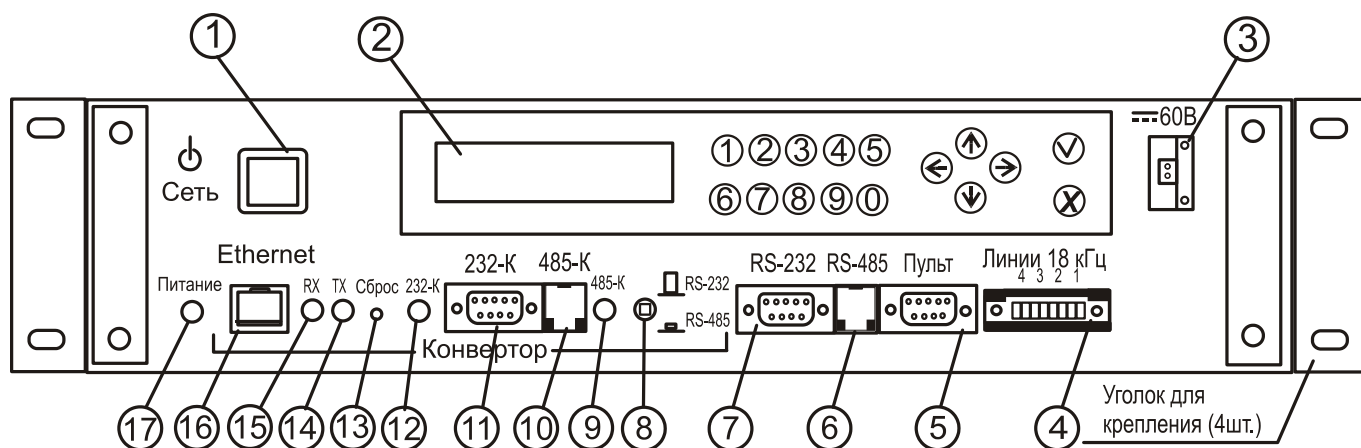 1 2 3
60В
Сеть
1 2 3 4 5
6 7 8 9 0
V
X
Ethernet
232-К 485-К
RS-232 RS-485 Пульт
Линии 18 кГц
4 3 2 1
Питание
RX TX Сброс 232-К
485-К
RS-232
RS-485
Конвертор
17 16 15 14 13 12 11 10 9 8 7 6 5 4
Уголок для
крепления (4шт.)